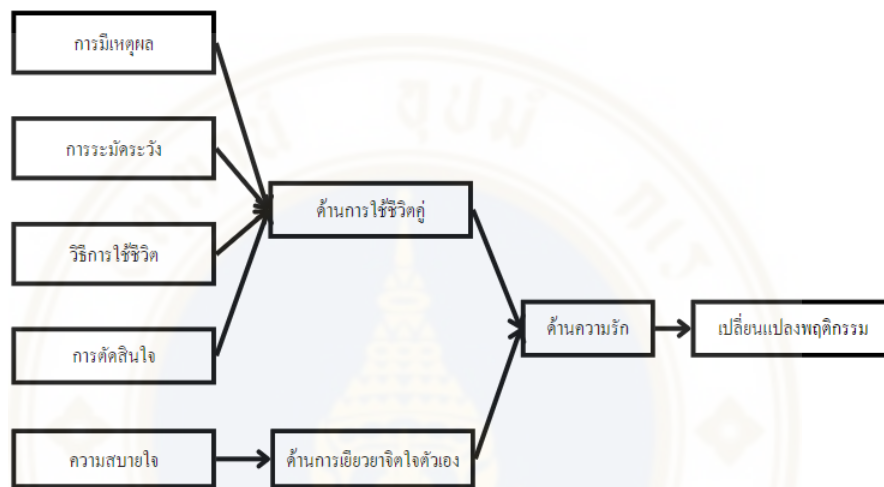 การมีเหตุผล
การระมัดระวัง
วิธีการใช้ชีวิต
การตัดสินใจ
ความสบายใจ
ด้านการใช้ชีวิตคู่
ด้านการเยียวยาจิตใจตัวเอง
ด้านความรัก
เปลี่ยนแปลงพฤติกรรม